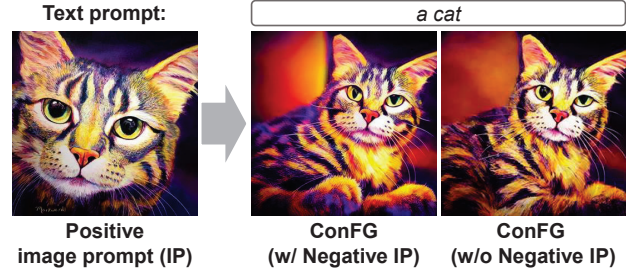 Text prompt:
a cat
Positive
image prompt (IP)
ConFG
(w/ Negative IP)
ConFG
(w/o Negative IP)